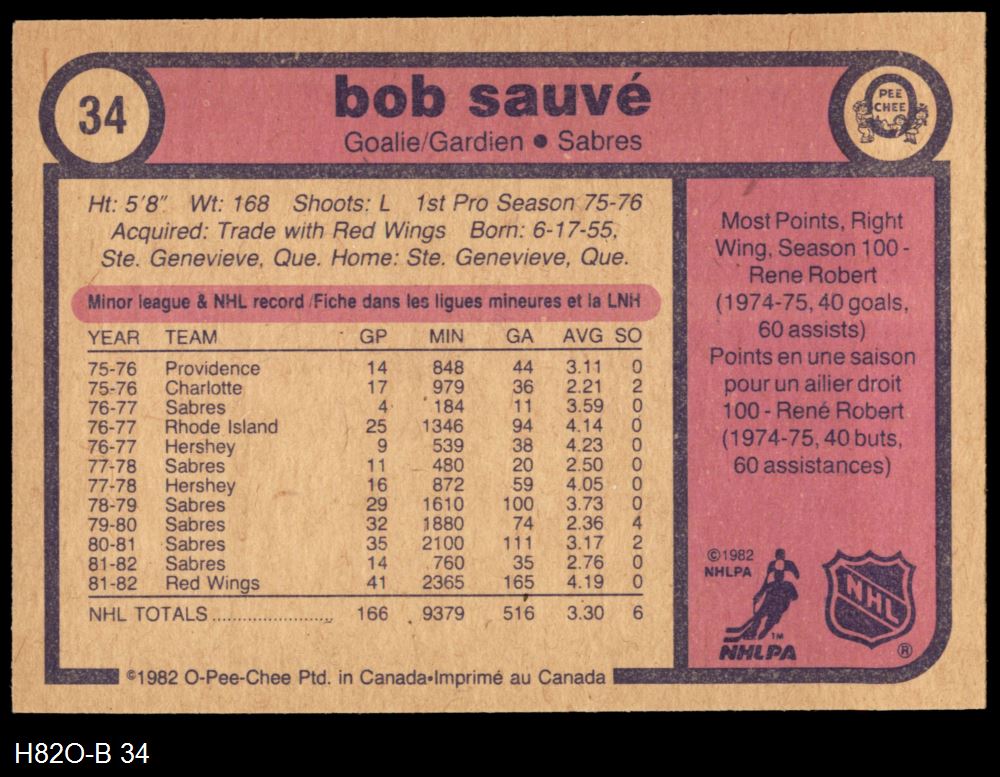 34
bob sauvé
Goalie/Gardien • Sabres
PEE
CHEE
Ht: 5'8" Wt: 168 Shoots: L 1st Pro Season 75-76
Acquired: Trade with Red Wings Born: 6-17-55,
Ste. Genevieve, Que. Home: Ste. Genevieve, Que.
Minor league & NHL record/Fiche dans les ligues mineures et la LNH
YEAR TEAM GP MIN GA AVG SO
75-76 Providence 14 848 44 3.11 0
75-76 Charlotte 17 979 36 2.21 2
76-77 Sabres 4 184 11 3.59 0
76-77 Rhode Island 25 1346 94 4.14 0
76-77 Hershey 9 539 38 4.23 0
77-78 Sabres 11 480 20 2.50 0
77-78 Hershey 16 872 59 4.05 0
78-79 Sabres 29 1610 100 3.73 0
79-80 Sabres 32 1880 74 2.36 4
80-81 Sabres 35 2100 111 3.17 2
81-82 Sabres 14 760 35 2.76 0
81-82 Red Wings 41 2365 165 4.19 0
NHL TOTALS ........................ 166 9379 516 3.30 6
Most Points, Right
Wing, Season 100 -
Rene Robert
(1974-75, 40 goals,
60 assists)
Points en une saison
pour un ailier droit
100 - René Robert
(1974-75, 40 buts,
60 assistances)
©1982
NHLPA
TM
NHLPA
NHL
®
©1982 O-Pee-Chee Ptd. in Canada•Imprimé au Canada
H82O-B 34